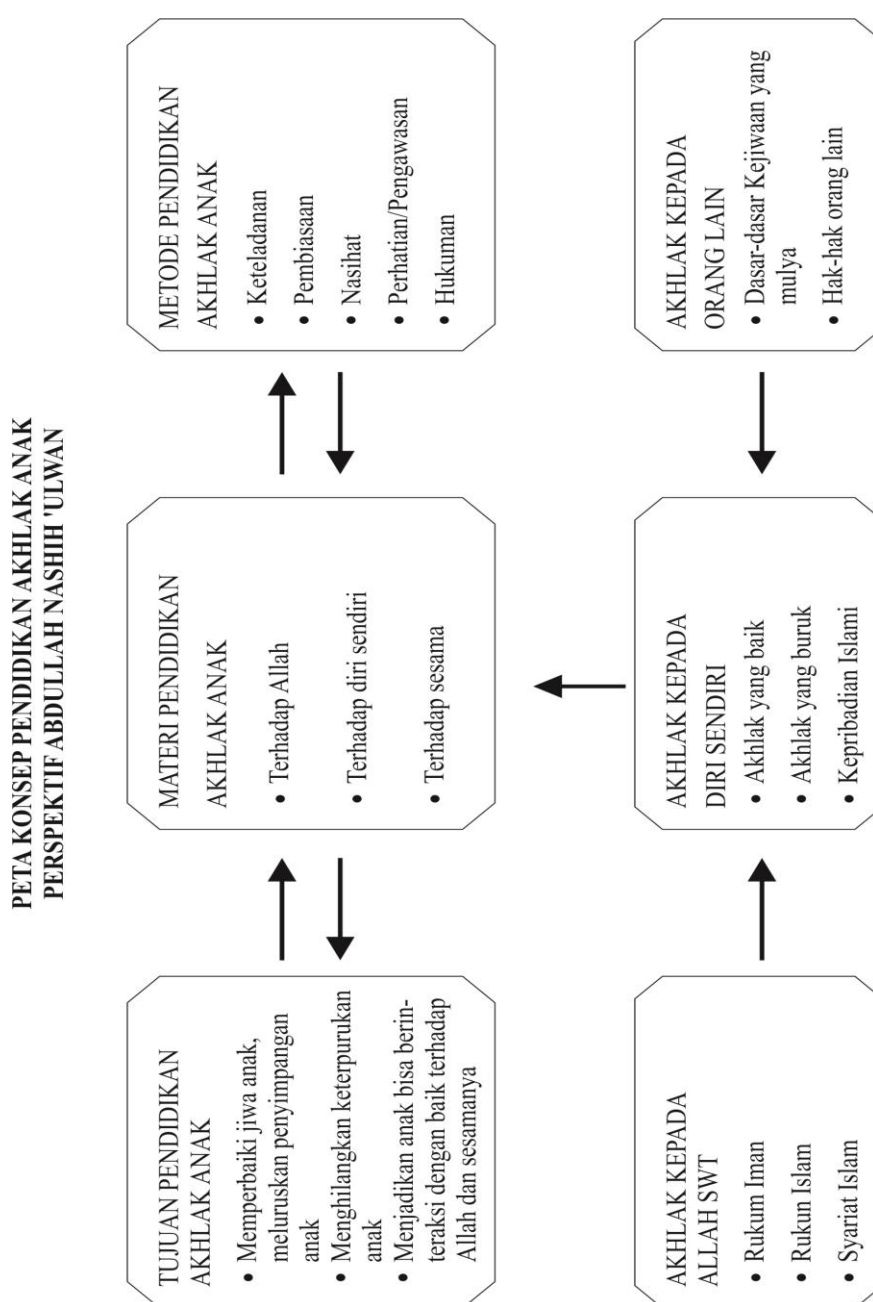 PETA KONSEP PENDIDIKAN AKHLAK ANAK
PERSPEKTIF ABDULLAH NASHIH 'ULWAN
TUJUAN PENDIDIKAN
AKHLAK ANAK
• Memperbaiki jiwa anak,
meluruskan penyimpangan
anak
• Menghilangkan keterpurukan
anak
• Menjadikan anak bisa berin-
teraksi dengan baik terhadap
Allah dan sesamanya
MATERI PENDIDIKAN
AKHLAK ANAK
• Terhadap Allah
• Terhadap diri sendiri
• Terhadap sesama
METODE PENDIDIKAN
AKHLAK ANAK
• Keteladanan
• Pembiasaan
• Nasihat
• Perhatian/Pengawasan
• Hukuman
AKHLAK KEPADA
ALLAH SWT
• Rukum Iman
• Rukun Islam
• Syariat Islam
AKHLAK KEPADA
DIRI SENDIRI
• Akhlak yang baik
• Akhlak yang buruk
• Kepribadian Islami
AKHLAK KEPADA
ORANG LAIN
• Dasar-dasar Kejiwaan yang
mulya
• Hak-hak orang lain